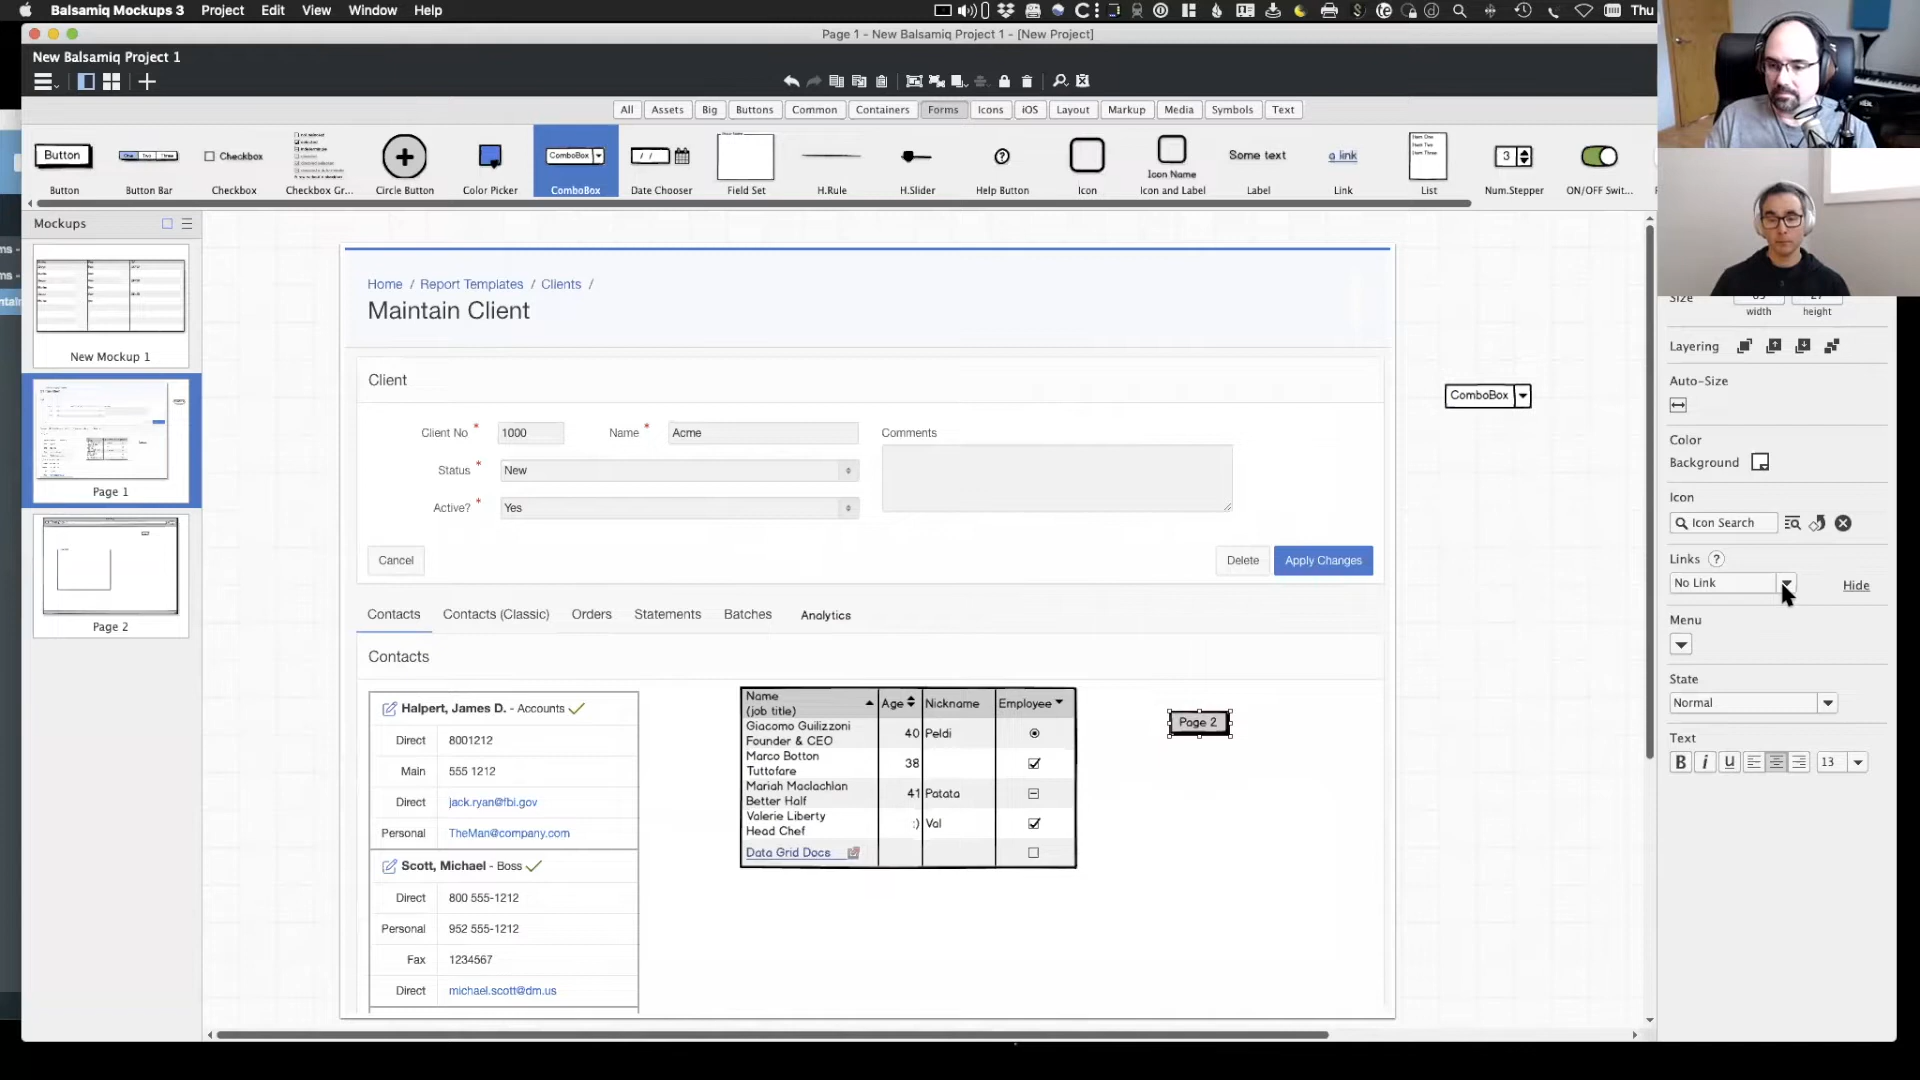 Balsamiq Mockups 3 Project Edit View Window Help Thu
Page 1 - New Balsamiq Project 1 - [New Project]
New Balsamiq Project 1
All Assets Big Buttons Common Containers Forms Icons iOS Layout Markup Media Symbols Text
Button One Two Three Checkbox ComboBox / / Some text a link 3
Icon Name
Item One
Item Two
Item Three
Button Button Bar Checkbox Checkbox Gr... Circle Button Color Picker ComboBox Date Chooser Field Set H.Rule H.Slider Help Button Icon Icon and Label Label Link List Num.Stepper ON/OFF Swit...
Mockups
New Mockup 1
Page 1
Page 2
Home / Report Templates / Clients /
Maintain Client
Client
Client No * 1000 Name * Acme Comments
Status * New
Active? * Yes
Cancel Delete Apply Changes
Contacts Contacts (Classic) Orders Statements Batches Analytics
Contacts
Halpert, James D. - Accounts
Direct 8001212
Main 555 1212
Direct jack.ryan@fbi.gov
Personal TheMan@company.com
Scott, Michael - Boss
Direct 800 555-1212
Personal 952 555-1212
Fax 1234567
Direct michael.scott@dm.us
Name
(job title) Age Nickname Employee
Giacomo Guilizzoni
Founder & CEO 40 Peldi
Marco Botton
Tuttofare 38
Mariah Maclachlan
Better Half 41 Patata
Valerie Liberty
Head Chef :) Val
Data Grid Docs
Page 2
ComboBox
Size
width height
Layering
Auto-Size
Color
Background
Icon
Icon Search
Links ?
No Link Hide
Menu
State
Normal
Text
B i U 13